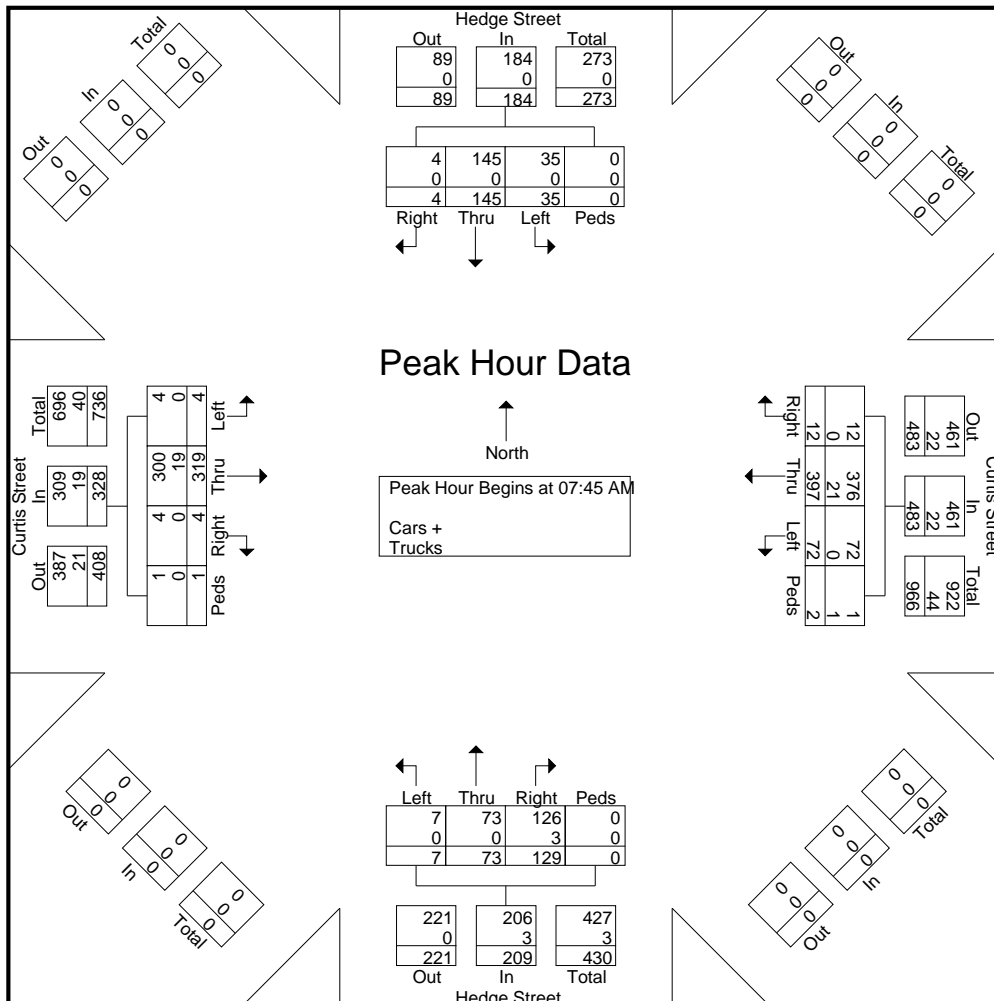 Hedge Street
Out In Total
89 184 273
0 0 0
89 184 273
4 145 35 0
0 0 0 0
4 145 35 0
Right Thru Left Peds
Total
0
0
0
In
0
0
0
Out
0
0
0
Out
0
0
0
In
0
0
0
Total
0
0
0
Peak Hour Data
North
Peak Hour Begins at 07:45 AM
Cars +
Trucks
Curtis Street
Out In Total
387 309 696
21 19 40
408 328 736
Peds Right Thru Left
1 4 300 4
0 0 19 0
1 4 319 4
Curtis Street
Out In Total
461 461 922
22 22 44
483 483 966
Right Thru Left Peds
12 376 72 1
0 21 0 1
12 397 72 2
Left Thru Right Peds
7 73 126 0
0 0 3 0
7 73 129 0
221 206 427
0 3 3
221 209 430
Out In Total
Hedge Street
0
0
0
Out
0
0
0
In
0
0
0
Total
0
0
0
Total
0
0
0
In
0
0
0
Out